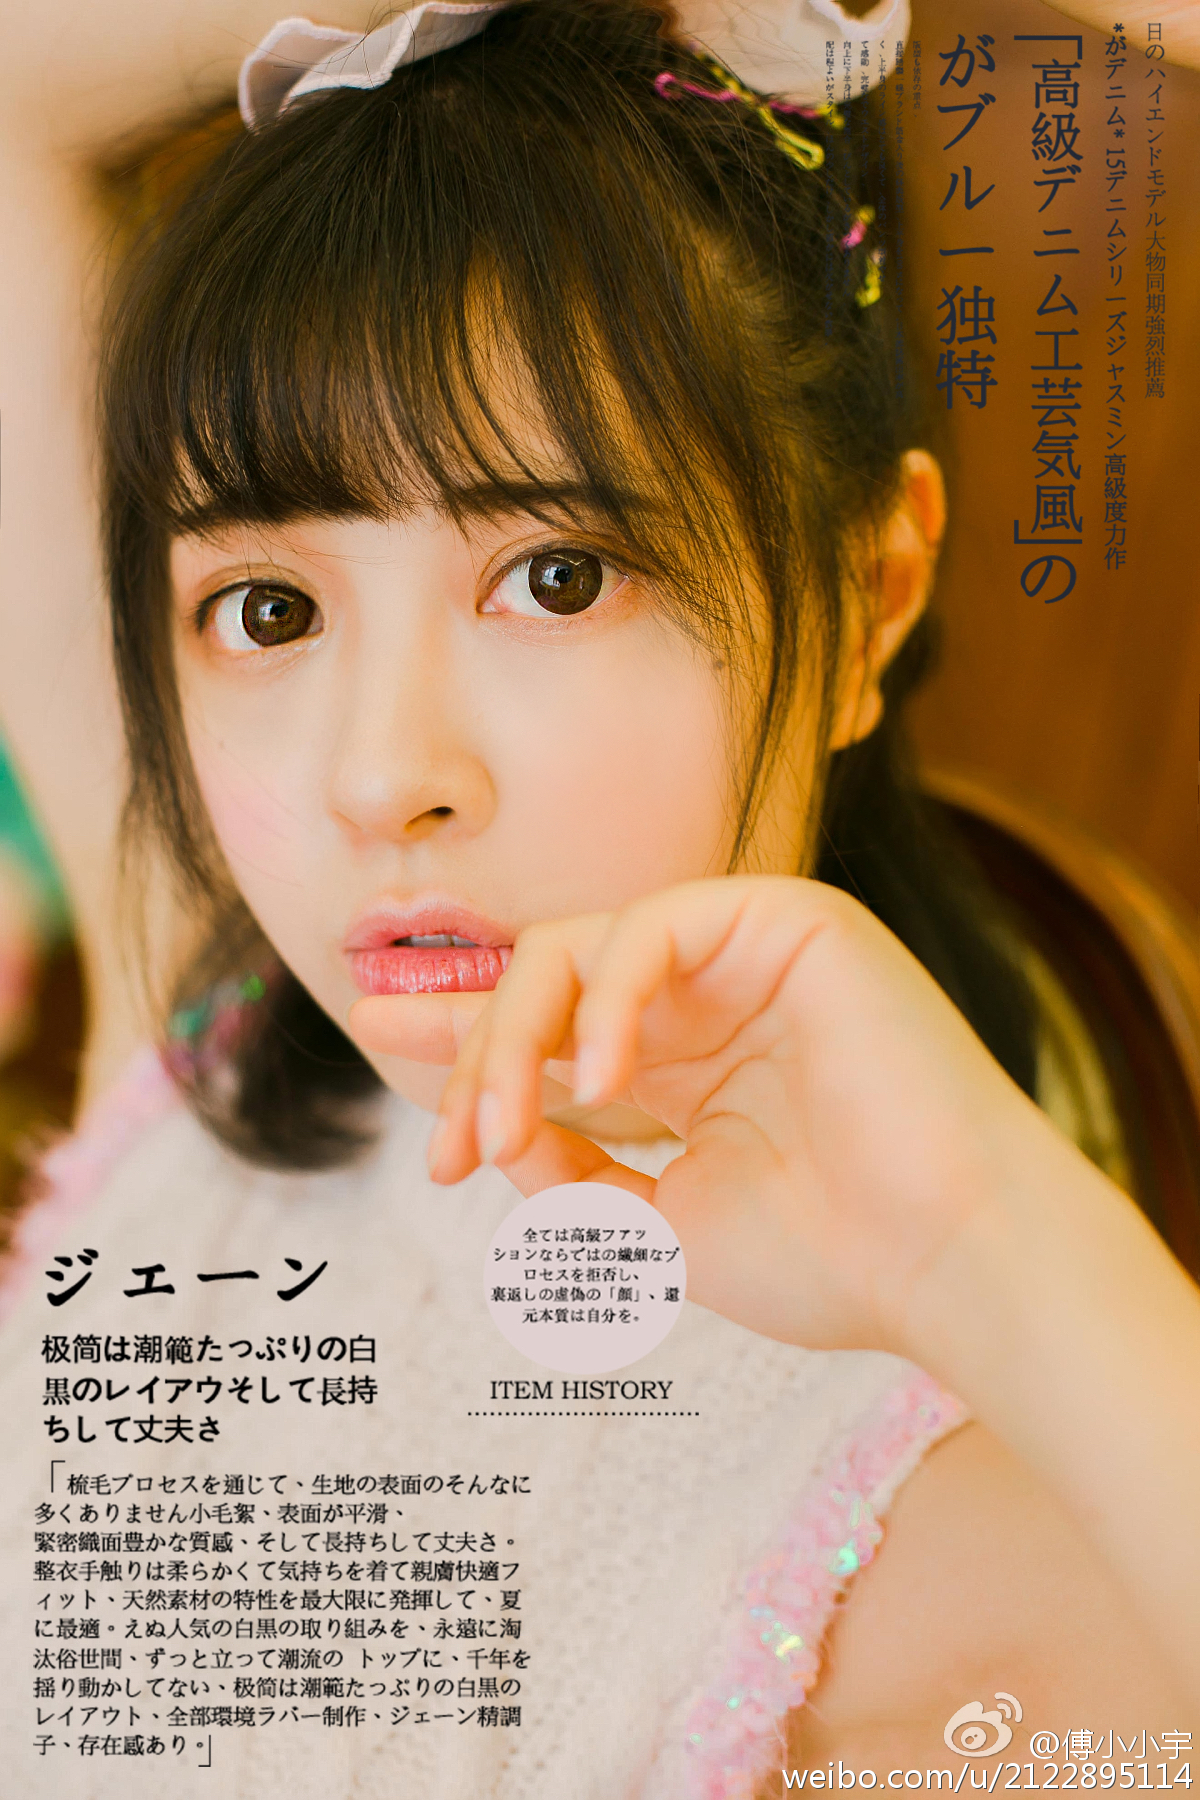 日のハイエンドモデル大物同期強烈推薦
*がデニム* 15デニムシリーズジャスミン高級度力作
「高級デニム工芸気風」の
がブルー独特
全ては高級ファッ
ションならではの繊細なプ
ロセスを拒否し、
裏返しの虚偽の「顔」、還
元本質は自分を。
ITEM HISTORY
ジェーン
极简は潮範たっぷりの白
黒のレイアウそして長持
ちして丈夫さ
「梳毛プロセスを通じて、生地の表面のそんなに
多くありません小毛絮、表面が平滑、
緊密織面豊かな質感、そして長持ちして丈夫さ。
整衣手触りは柔らかくて気持ちを着て親膚快適フ
ィット、天然素材の特性を最大限に発揮して、夏
に最適。えぬ人気の白黒の取り組みを、永遠に淘
汰俗世間、ずっと立って潮流の トップに、千年を
揺り動かしてない、极简は潮範たっぷりの白黒の
レイアウト、全部環境ラバー制作、ジェーン精調
子、存在感あり。」
@傅小小宇
weibo.com/u/2122895114